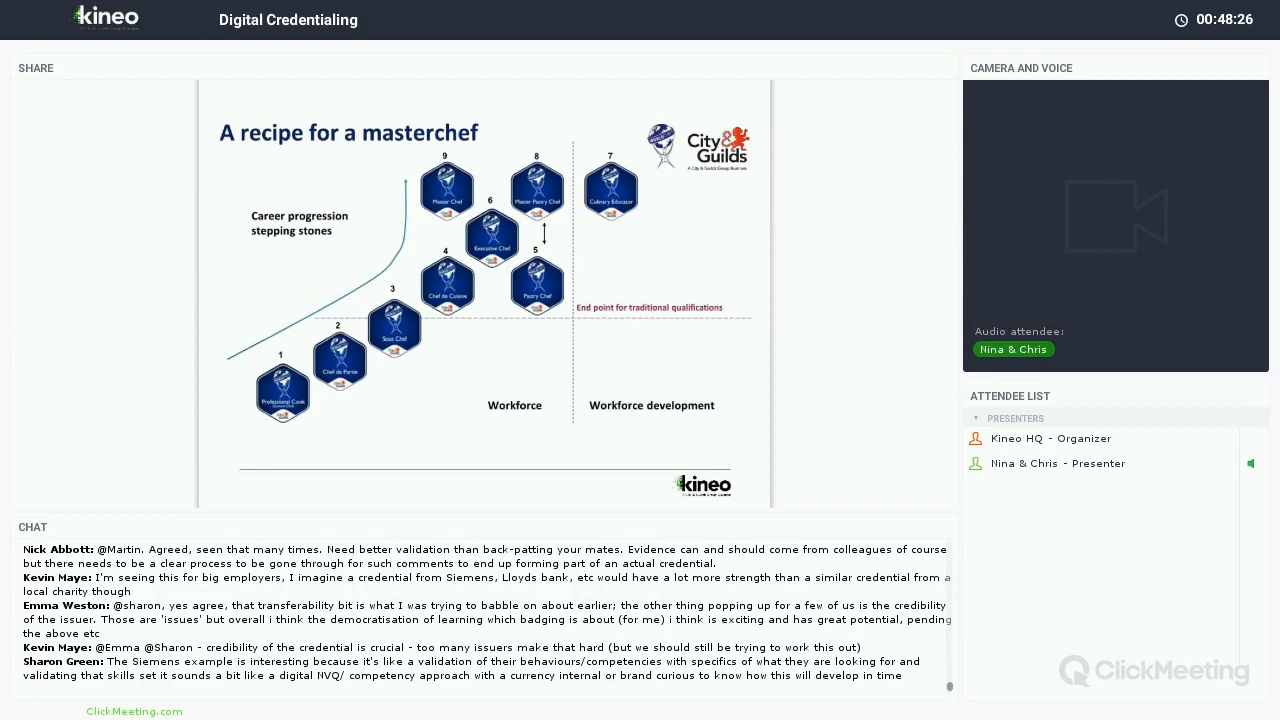 kineo
Digital Credentialing
00:48:26
SHARE
CAMERA AND VOICE
A recipe for a masterchef
City&
Guilds
A City & Guilds Group Business
9
8
7
Master Chef
Master Pastry Chef
Culinary Educator
6
Career progression
stepping stones
Executive Chef
4
5
Chef de Cuisine
Pastry Chef
3
End point for traditional qualifications
Sous Chef
2
Chef de Partie
1
Professional Cook
Workforce
Workforce development
kineo
Audio attendee:
Nina & Chris
ATTENDEE LIST
PRESENTERS
Kineo HQ - Organizer
Nina & Chris - Presenter
CHAT
Nick Abbott: @Martin. Agreed, seen that many times. Need better validation than back-patting your mates. Evidence can and should come from colleagues of course
but there needs to be a clear process to be gone through for such comments to end up forming part of an actual credential.
Kevin Maye: I'm seeing this for big employers, I imagine a credential from Siemens, Lloyds bank, etc would have a lot more strength than a similar credential from a
local charity though
Emma Weston: @sharon, yes agree, that transferability bit is what I was trying to babble on about earlier; the other thing popping up for a few of us is the credibility
of the issuer. Those are 'issues' but overall i think the democratisation of learning which badging is about (for me) i think is exciting and has great potential, pending
the above etc
Kevin Maye: @Emma @Sharon - credibility of the credential is crucial - too many issuers make that hard (but we should still be trying to work this out)
Sharon Green: The Siemens example is interesting because it's like a validation of their behaviours/competencies with specifics of what they are looking for and
validating that skills set it sounds a bit like a digital NVQ/ competency approach with a currency internal or brand curious to know how this will develop in time
ClickMeeting
ClickMeeting.com